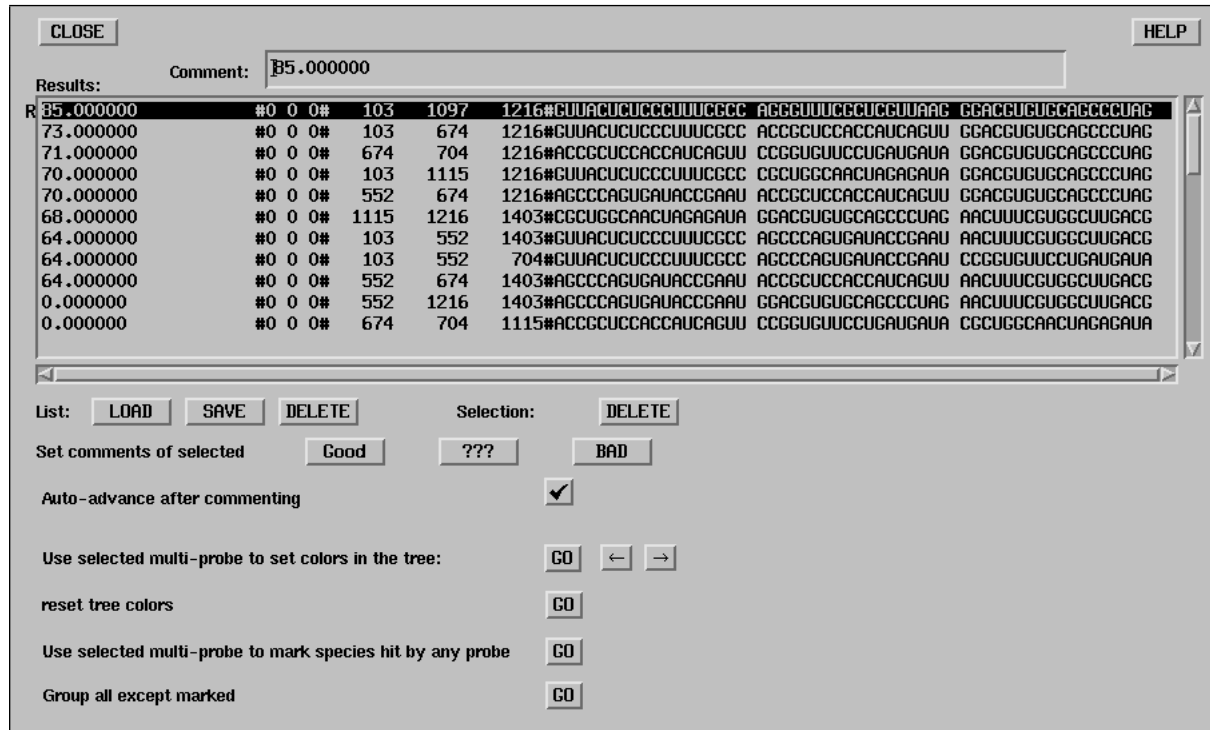 CLOSE HELP
Comment: 85.000000
Results:
R 85.000000 #0 0 0# 103 1097 1216#GUUACUCUCCCUUUCGCC AGGGUUUCGCUCGUUAAG GGACGUGUGCAGCCCUAG
73.000000 #0 0 0# 103 674 1216#GUUACUCUCCCUUUCGCC ACCGCUCCACCAUCAGUU GGACGUGUGCAGCCCUAG
71.000000 #0 0 0# 674 704 1216#ACCGCUCCACCAUCAGUU CCGGUGUUCCUGAUGAUA GGACGUGUGCAGCCCUAG
70.000000 #0 0 0# 103 1115 1216#GUUACUCUCCCUUUCGCC CGCUGGCAACUAGAGAUA GGACGUGUGCAGCCCUAG
70.000000 #0 0 0# 552 674 1216#AGCCCAGUGAUACCGAAU ACCGCUCCACCAUCAGUU GGACGUGUGCAGCCCUAG
68.000000 #0 0 0# 1115 1216 1403#CGCUGGCAACUAGAGAUA GGACGUGUGCAGCCCUAG AACUUUCGUGGCUUGACG
64.000000 #0 0 0# 103 552 1403#GUUACUCUCCCUUUCGCC AGCCCAGUGAUACCGAAU AACUUUCGUGGCUUGACG
64.000000 #0 0 0# 103 552 704#GUUACUCUCCCUUUCGCC AGCCCAGUGAUACCGAAU CCGGUGUUCCUGAUGAUA
64.000000 #0 0 0# 552 674 1403#AGCCCAGUGAUACCGAAU ACCGCUCCACCAUCAGUU AACUUUCGUGGCUUGACG
0.000000 #0 0 0# 552 1216 1403#AGCCCAGUGAUACCGAAU GGACGUGUGCAGCCCUAG AACUUUCGUGGCUUGACG
0.000000 #0 0 0# 674 704 1115#ACCGCUCCACCAUCAGUU CCGGUGUUCCUGAUGAUA CGCUGGCAACUAGAGAUA
List: LOAD SAVE DELETE Selection: DELETE
Set comments of selected Good ??? BAD
Auto-advance after commenting
Use selected multi-probe to set colors in the tree: GO ← →
reset tree colors GO
Use selected multi-probe to mark species hit by any probe GO
Group all except marked GO